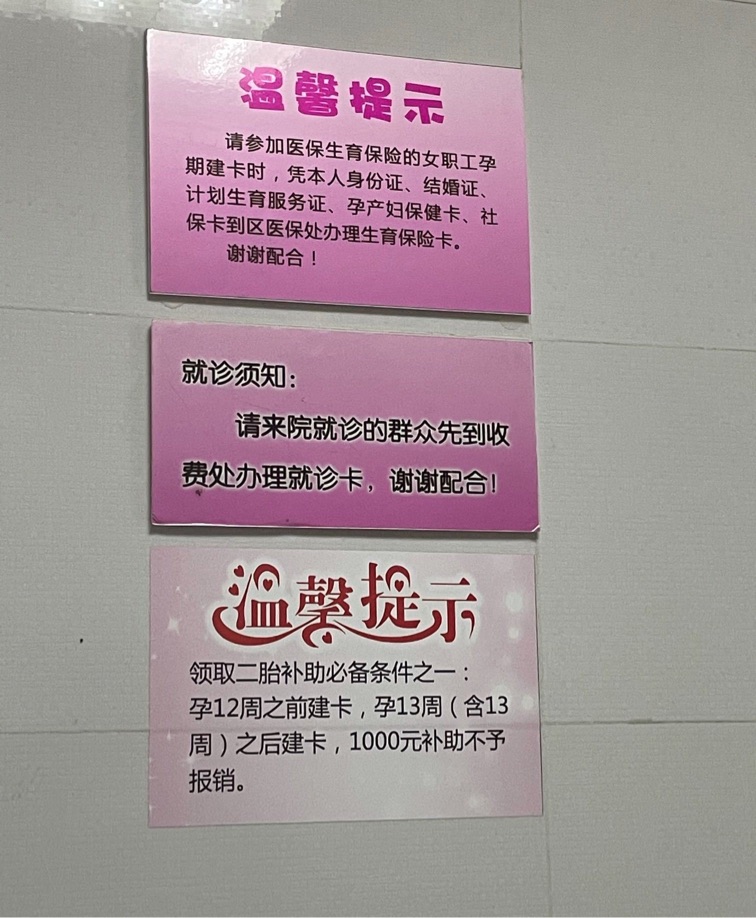 温馨提示
请参加医保生育保险的女职工孕
期建卡时，凭本人身份证、结婚证、
计划生育服务证、孕产妇保健卡、社
保卡到区医保处办理生育保险卡。
谢谢配合！
就诊须知：
请来院就诊的群众先到收
费处办理就诊卡，谢谢配合！
温馨提示
领取二胎补助必备条件之一：
孕12周之前建卡，孕13周（含13
周）之后建卡，1000元补助不予
报销。